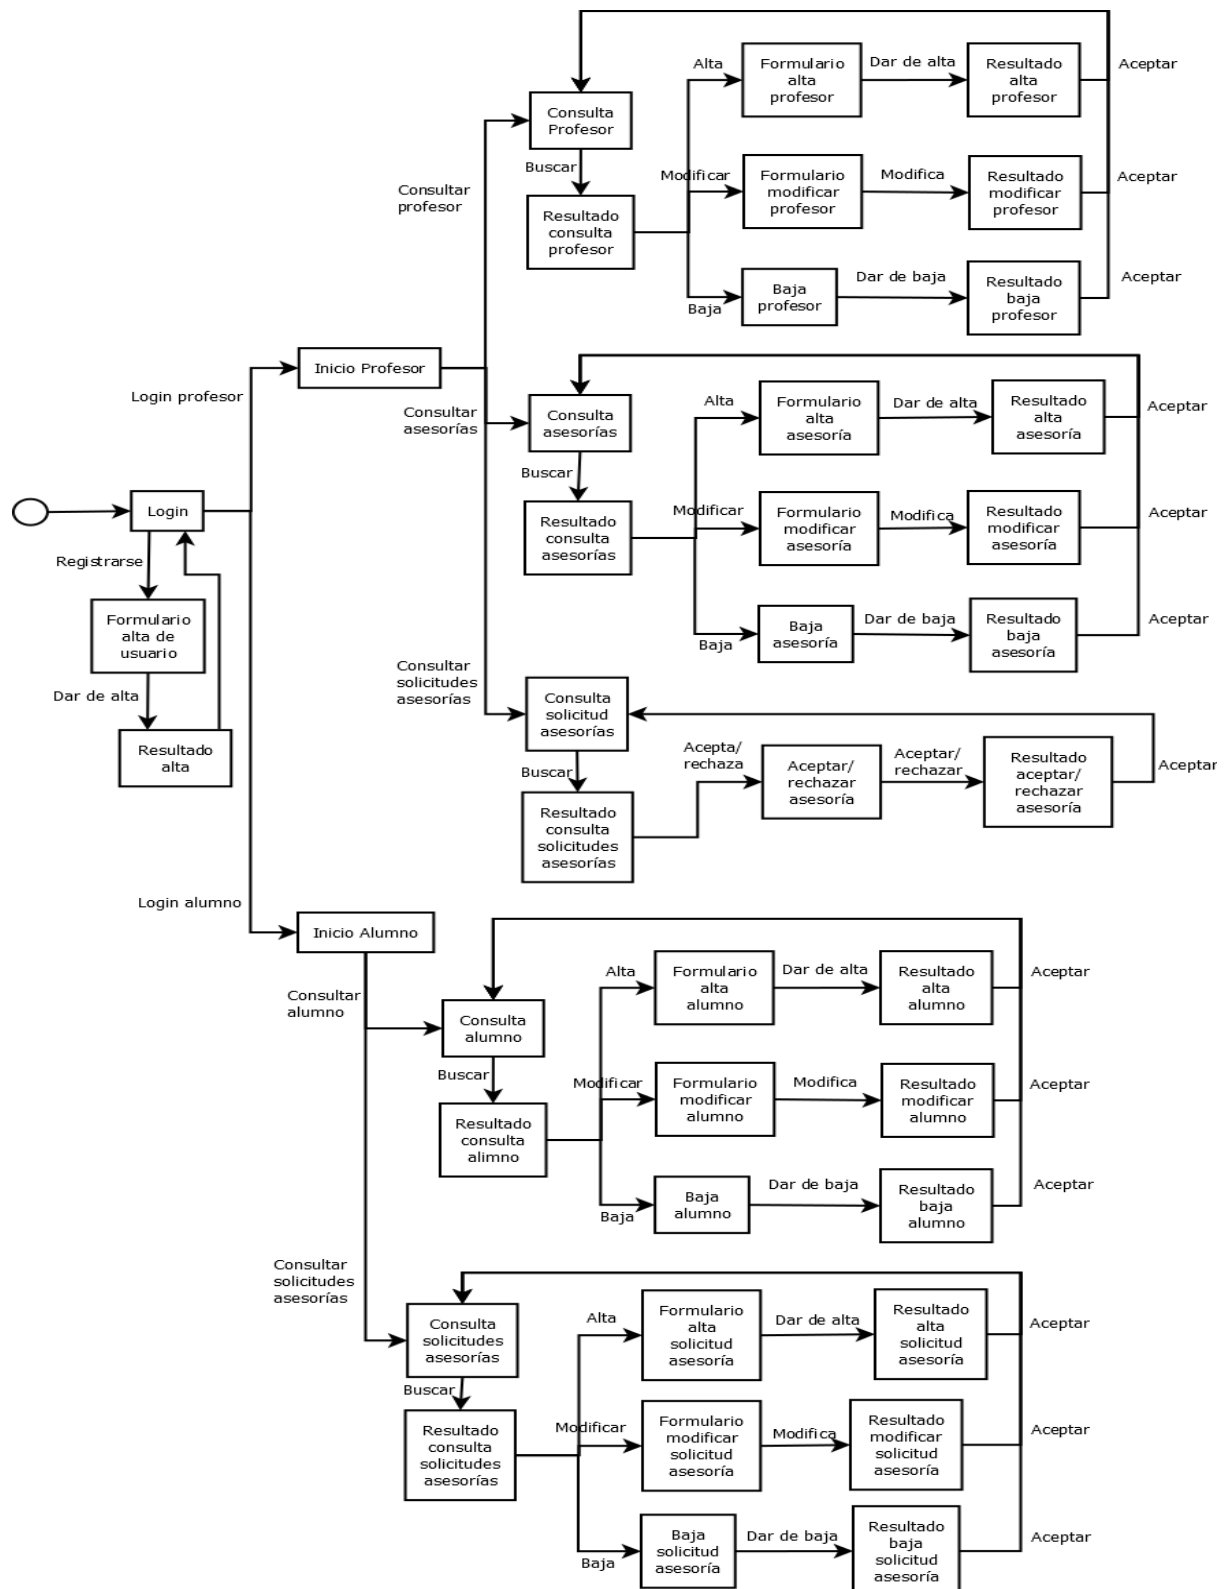 Alta
Formulario
alta
profesor
Dar de alta
Resultado
alta
profesor
Aceptar
Consulta
Profesor
Buscar
Consultar
profesor
Resultado
consulta
profesor
Modificar
Formulario
modificar
profesor
Modifica
Resultado
modificar
profesor
Aceptar
Baja
Baja
profesor
Dar de baja
Resultado
baja
profesor
Aceptar
Inicio Profesor
Login profesor
Consultar
asesorías
Consulta
asesorías
Buscar
Resultado
consulta
asesorías
Alta
Formulario
alta
asesoría
Dar de alta
Resultado
alta
asesoría
Aceptar
Modificar
Formulario
modificar
asesoría
Modifica
Resultado
modificar
asesoría
Aceptar
Baja
Baja
asesoría
Dar de baja
Resultado
baja
asesoría
Aceptar
Login
Registrarse
Formulario
alta de
usuario
Dar de alta
Resultado
alta
Consultar
solicitudes
asesorías
Consulta
solicitud
asesorías
Buscar
Resultado
consulta
solicitudes
asesorías
Acepta/
rechaza
Aceptar/
rechazar
asesoría
Aceptar/
rechazar
Resultado
aceptar/
rechazar
asesoría
Aceptar
Login alumno
Inicio Alumno
Consultar
alumno
Consulta
alumno
Buscar
Resultado
consulta
alimno
Alta
Formulario
alta
alumno
Dar de alta
Resultado
alta
alumno
Aceptar
Modificar
Formulario
modificar
alumno
Modifica
Resultado
modificar
alumno
Aceptar
Baja
Baja
alumno
Dar de baja
Resultado
baja
alumno
Aceptar
Consultar
solicitudes
asesorías
Consulta
solicitudes
asesorías
Buscar
Resultado
consulta
solicitudes
asesorías
Alta
Formulario
alta
solicitud
asesoría
Dar de alta
Resultado
alta
solicitud
asesoría
Aceptar
Modificar
Formulario
modificar
solicitud
asesoría
Modifica
Resultado
modificar
solicitud
asesoría
Aceptar
Baja
Baja
solicitud
asesoría
Dar de baja
Resultado
baja
solicitud
asesoría
Aceptar